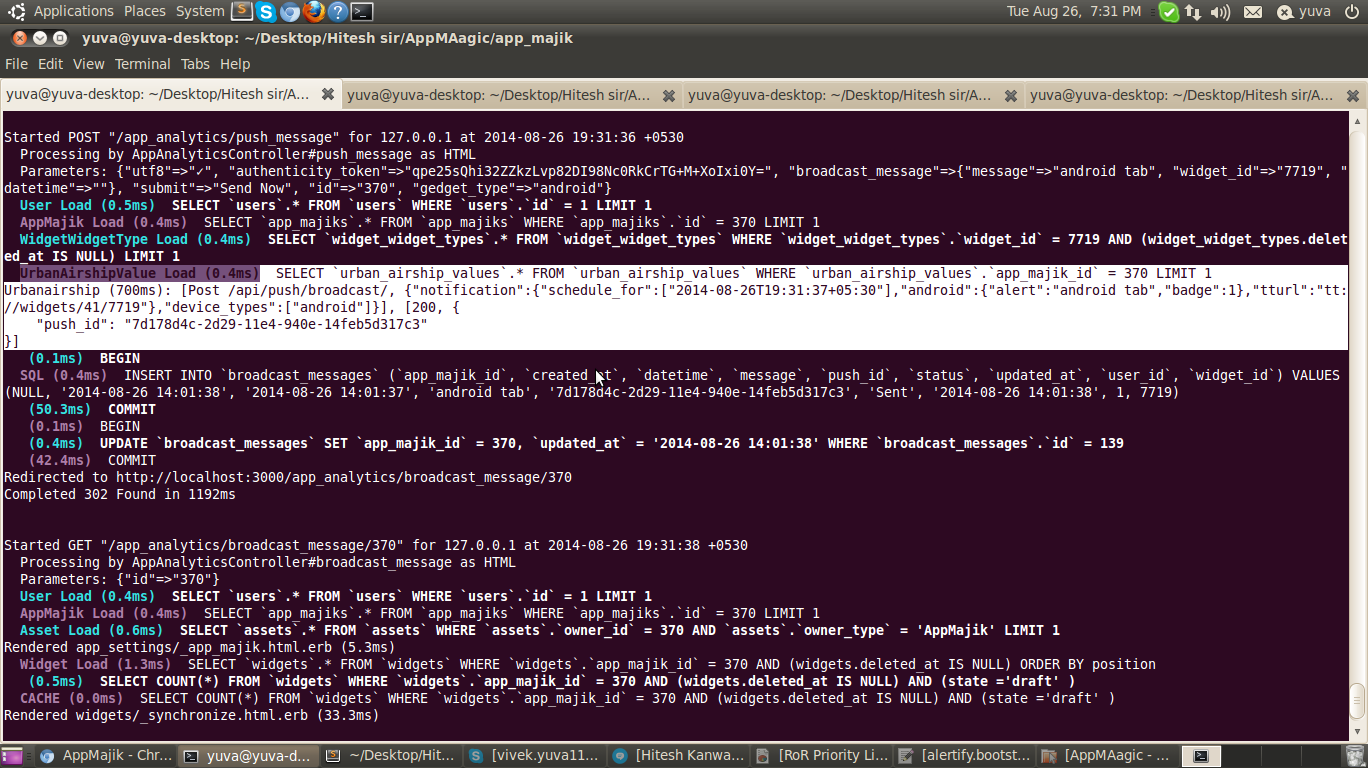 Applications Places System Tue Aug 26, 7:31 PM yuva
yuva@yuva-desktop: ~/Desktop/Hitesh sir/AppMAagic/app_majik
File Edit View Terminal Tabs Help
yuva@yuva-desktop: ~/Desktop/Hitesh sir/A... yuva@yuva-desktop: ~/Desktop/Hitesh sir/A... yuva@yuva-desktop: ~/Desktop/Hitesh sir/A... yuva@yuva-desktop: ~/Desktop/Hitesh sir/A...
Started POST "/app_analytics/push_message" for 127.0.0.1 at 2014-08-26 19:31:36 +0530
Processing by AppAnalyticsController#push_message as HTML
Parameters: {"utf8"=>"✓", "authenticity_token"=>"qpe25sQhi32ZZkzLvp82DI98Nc0RkCrTG+M+XoIxi0Y=", "broadcast_message"=>{"message"=>"android tab", "widget_id"=>"7719", "
datetime"=>""}, "submit"=>"Send Now", "id"=>"370", "gedget_type"=>"android"}
User Load (0.5ms) SELECT `users`.* FROM `users` WHERE `users`.`id` = 1 LIMIT 1
AppMajik Load (0.4ms) SELECT `app_majiks`.* FROM `app_majiks` WHERE `app_majiks`.`id` = 370 LIMIT 1
WidgetWidgetType Load (0.4ms) SELECT `widget_widget_types`.* FROM `widget_widget_types` WHERE `widget_widget_types`.`widget_id` = 7719 AND (widget_widget_types.delet
ed_at IS NULL) LIMIT 1
UrbanAirshipValue Load (0.4ms) SELECT `urban_airship_values`.* FROM `urban_airship_values` WHERE `urban_airship_values`.`app_majik_id` = 370 LIMIT 1
Urbanairship (700ms): [Post /api/push/broadcast/, {"notification":{"schedule_for":["2014-08-26T19:31:37+05:30"],"android":{"alert":"android tab","badge":1},"tturl":"tt:
//widgets/41/7719"},"device_types":["android"]}], [200, {
"push_id": "7d178d4c-2d29-11e4-940e-14feb5d317c3"
}]
(0.1ms) BEGIN
SQL (0.4ms) INSERT INTO `broadcast_messages` (`app_majik_id`, `created_at`, `datetime`, `message`, `push_id`, `status`, `updated_at`, `user_id`, `widget_id`) VALUES
(NULL, '2014-08-26 14:01:38', '2014-08-26 14:01:37', 'android tab', '7d178d4c-2d29-11e4-940e-14feb5d317c3', 'Sent', '2014-08-26 14:01:38', 1, 7719)
(50.3ms) COMMIT
(0.1ms) BEGIN
(0.4ms) UPDATE `broadcast_messages` SET `app_majik_id` = 370, `updated_at` = '2014-08-26 14:01:38' WHERE `broadcast_messages`.`id` = 139
(42.4ms) COMMIT
Redirected to http://localhost:3000/app_analytics/broadcast_message/370
Completed 302 Found in 1192ms
Started GET "/app_analytics/broadcast_message/370" for 127.0.0.1 at 2014-08-26 19:31:38 +0530
Processing by AppAnalyticsController#broadcast_message as HTML
Parameters: {"id"=>"370"}
User Load (0.4ms) SELECT `users`.* FROM `users` WHERE `users`.`id` = 1 LIMIT 1
AppMajik Load (0.4ms) SELECT `app_majiks`.* FROM `app_majiks` WHERE `app_majiks`.`id` = 370 LIMIT 1
Asset Load (0.6ms) SELECT `assets`.* FROM `assets` WHERE `assets`.`owner_id` = 370 AND `assets`.`owner_type` = 'AppMajik' LIMIT 1
Rendered app_settings/_app_majik.html.erb (5.3ms)
Widget Load (1.3ms) SELECT `widgets`.* FROM `widgets` WHERE `widgets`.`app_majik_id` = 370 AND (widgets.deleted_at IS NULL) ORDER BY position
(0.5ms) SELECT COUNT(*) FROM `widgets` WHERE `widgets`.`app_majik_id` = 370 AND (widgets.deleted_at IS NULL) AND (state ='draft' )
CACHE (0.0ms) SELECT COUNT(*) FROM `widgets` WHERE `widgets`.`app_majik_id` = 370 AND (widgets.deleted_at IS NULL) AND (state ='draft' )
Rendered widgets/_synchronize.html.erb (33.3ms)
AppMajik - Chr... yuva@yuva-d... ~/Desktop/Hit... [vivek.yuva11... [Hitesh Kanwa... [RoR Priority Li... [alertify.bootst... [AppMAagic - ...